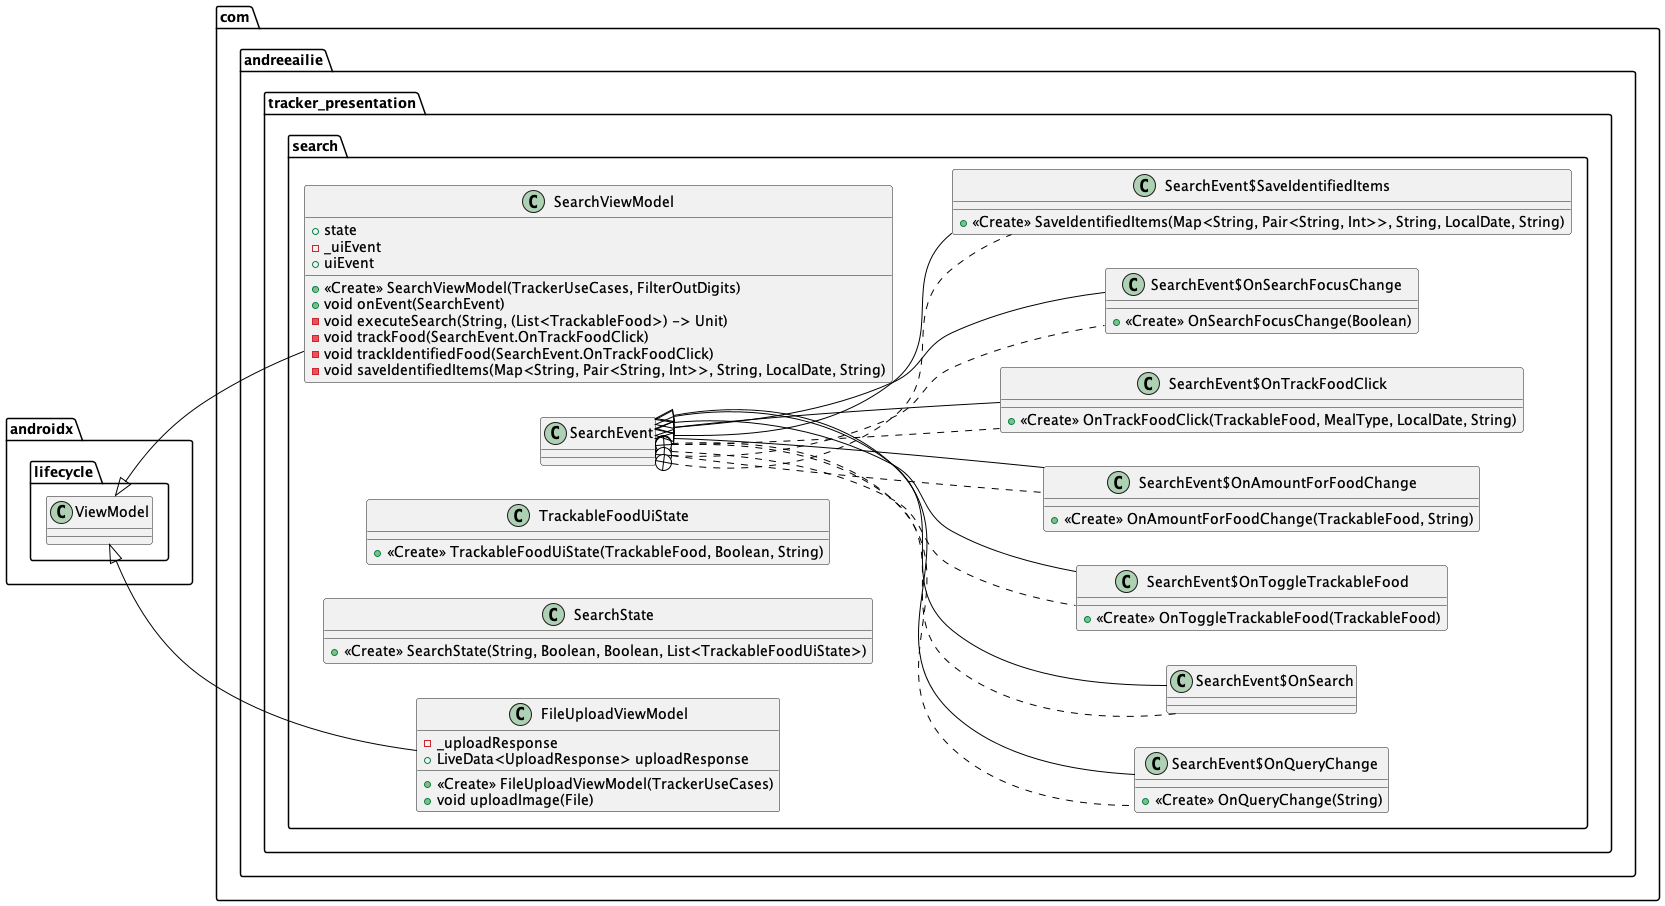 com
andreeailie
tracker_presentation
search
C SearchViewModel
state
_uiEvent
uiEvent
«Create» SearchViewModel(TrackerUseCases, FilterOutDigits)
void onEvent(SearchEvent)
void executeSearch(String, (List<TrackableFood>) -> Unit)
void trackFood(SearchEvent.OnTrackFoodClick)
void trackIdentifiedFood(SearchEvent.OnTrackFoodClick)
void saveIdentifiedItems(Map<String, Pair<String, Int>>, String, LocalDate, String)
C SearchEvent
C TrackableFoodUiState
«Create» TrackableFoodUiState(TrackableFood, Boolean, String)
C SearchState
«Create» SearchState(String, Boolean, Boolean, List<TrackableFoodUiState>)
C FileUploadViewModel
_uploadResponse
LiveData<UploadResponse> uploadResponse
«Create» FileUploadViewModel(TrackerUseCases)
void uploadImage(File)
C SearchEvent$SaveIdentifiedItems
«Create» SaveIdentifiedItems(Map<String, Pair<String, Int>>, String, LocalDate, String)
C SearchEvent$OnSearchFocusChange
«Create» OnSearchFocusChange(Boolean)
C SearchEvent$OnTrackFoodClick
«Create» OnTrackFoodClick(TrackableFood, MealType, LocalDate, String)
C SearchEvent$OnAmountForFoodChange
«Create» OnAmountForFoodChange(TrackableFood, String)
C SearchEvent$OnToggleTrackableFood
«Create» OnToggleTrackableFood(TrackableFood)
C SearchEvent$OnSearch
C SearchEvent$OnQueryChange
«Create» OnQueryChange(String)
androidx
lifecycle
C ViewModel